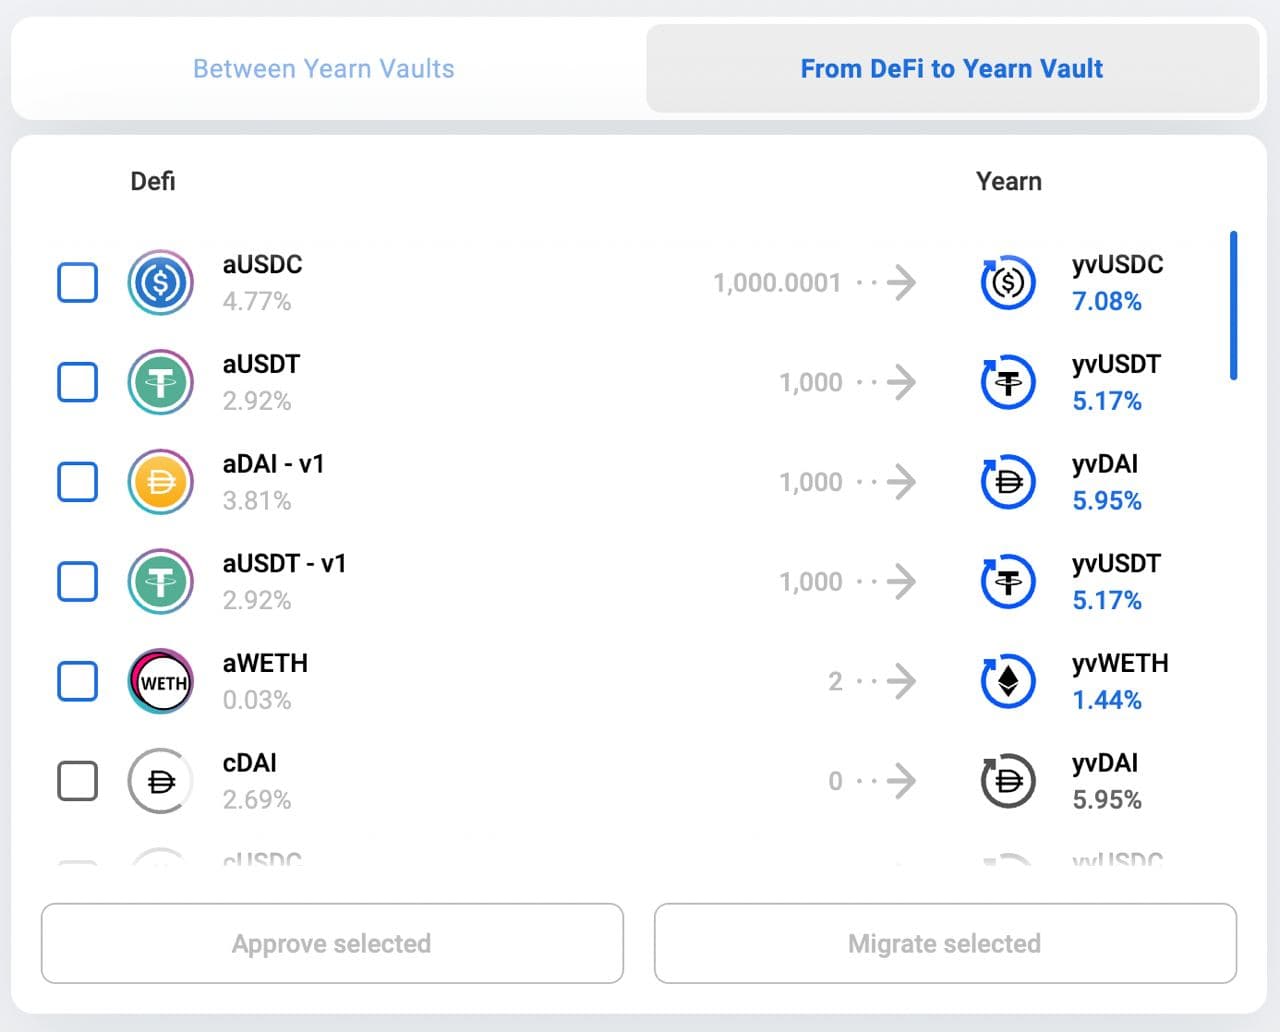 Between Yearn Vaults
From DeFi to Yearn Vault
Defi
Yearn
aUSDC
4.77%
1,000.0001
yvUSDC
7.08%
aUSDT
2.92%
1,000
yvUSDT
5.17%
aDAI - v1
3.81%
1,000
yvDAI
5.95%
aUSDT - v1
2.92%
1,000
yvUSDT
5.17%
WETH
aWETH
0.03%
2
yvWETH
1.44%
cDAI
2.69%
0
yvDAI
5.95%
cUSDC
yvUSDC
Approve selected
Migrate selected